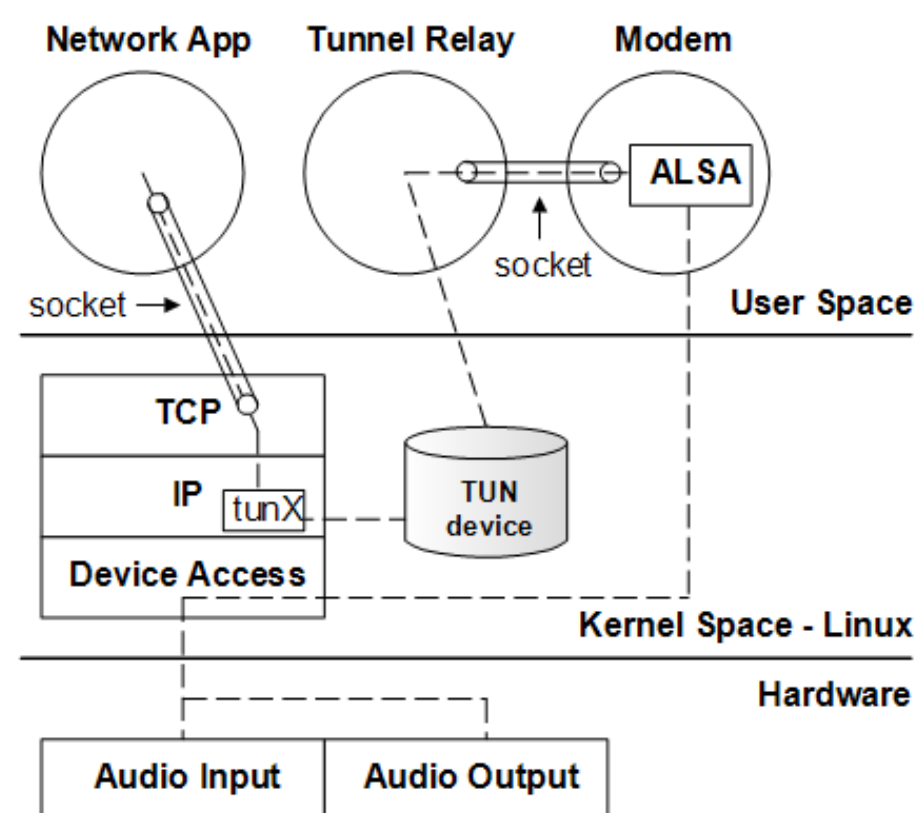 Network App
Tunnel Relay
Modem
ALSA
socket
socket
User Space
TCP
IP
tunX
TUN
device
Device Access
Kernel Space - Linux
Hardware
Audio Input
Audio Output